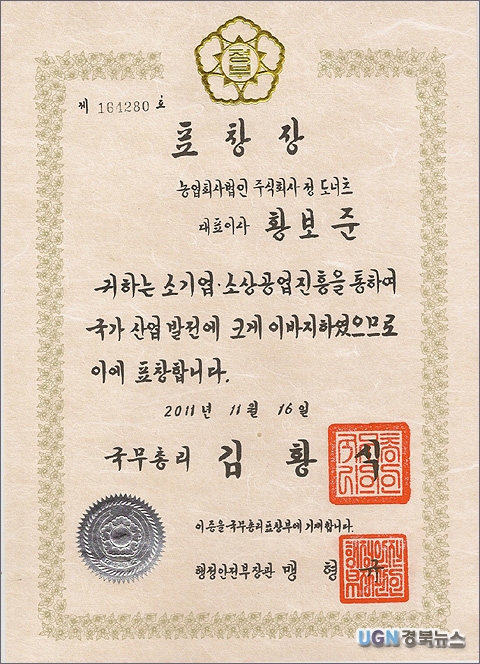 정부
제 164280 호
표창장
농업회사법인 주식회사 정 도너츠
대표이사 황보준
귀하는 소기업·소상공업진흥을 통하여
국가 산업 발전에 크게 이바지하였으므로
이에 표창합니다.
2011년 11월 16일
국무총리 김황식
이 증을 국무총리표창부에 기재합니다.
행정안전부장관 맹형규
UGN경북뉴스